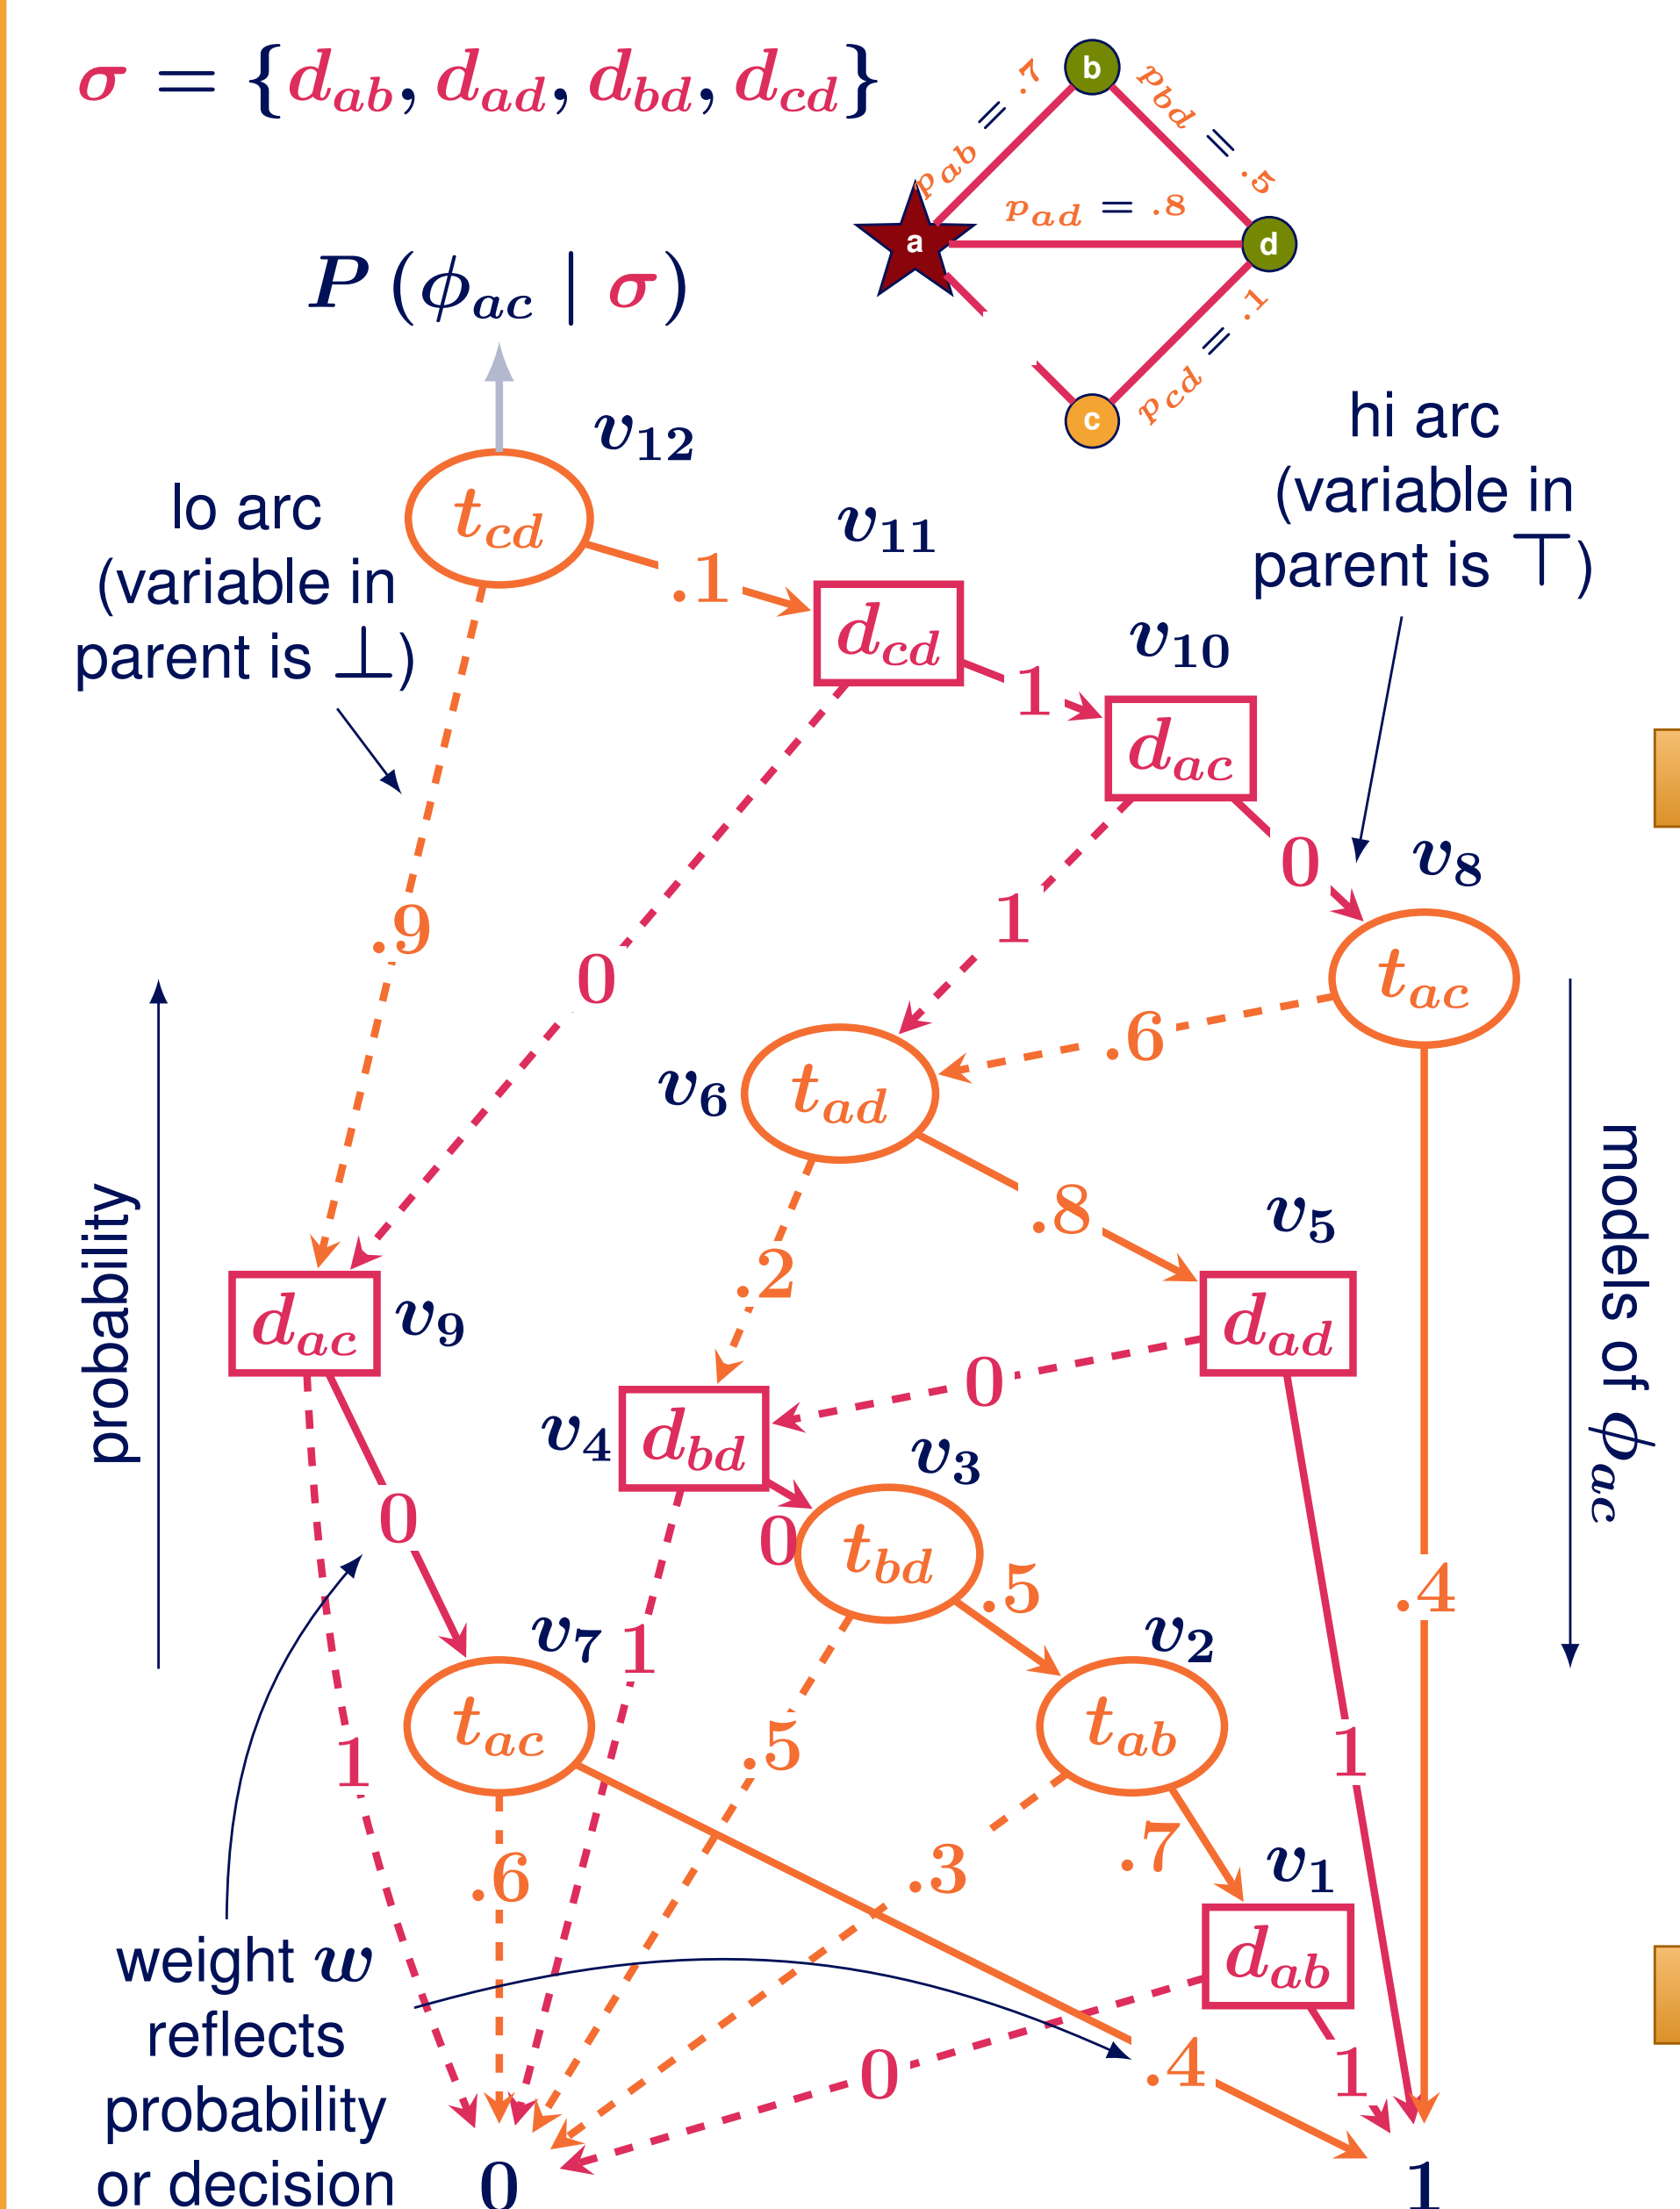 σ = {d_ab, d_ad, d_bd, d_cd}
b
p_ab = .7
p_bd = .5
p_ad = .8
a
d
p_cd = .1
c
P (ϕ_ac | σ)
v_12
t_cd
hi arc
(variable in
parent is ⊤)
lo arc
(variable in
parent is ⊥)
.1
v_11
d_cd
1
v_10
d_ac
0
v_8
t_ac
.9
0
1
.6
v_6
t_ad
.8
v_5
d_ad
.2
d_ac
v_9
0
v_4
d_bd
v_3
0
t_bd
.5
.4
0
v_7
t_ac
1
v_2
t_ab
.5
1
1
.6
.3
.7
v_1
d_ab
0
.4
1
0
1
probability
models of ϕ_ac
weight w
reflects
probability
or decision